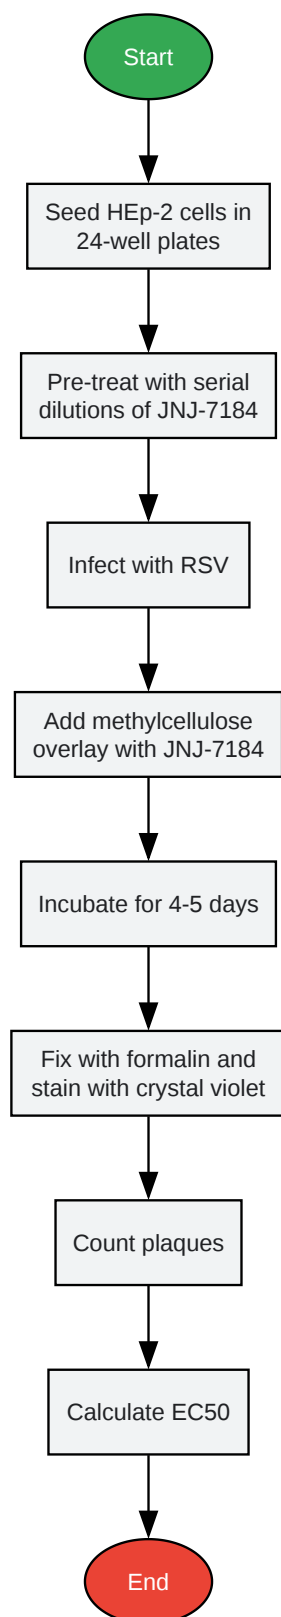 Start
Seed HEp-2 cells in
24-well plates
Pre-treat with serial
dilutions of JNJ-7184
Infect with RSV
Add methylcellulose
overlay with JNJ-7184
Incubate for 4-5 days
Fix with formalin and
stain with crystal violet
Count plaques
Calculate EC50
End